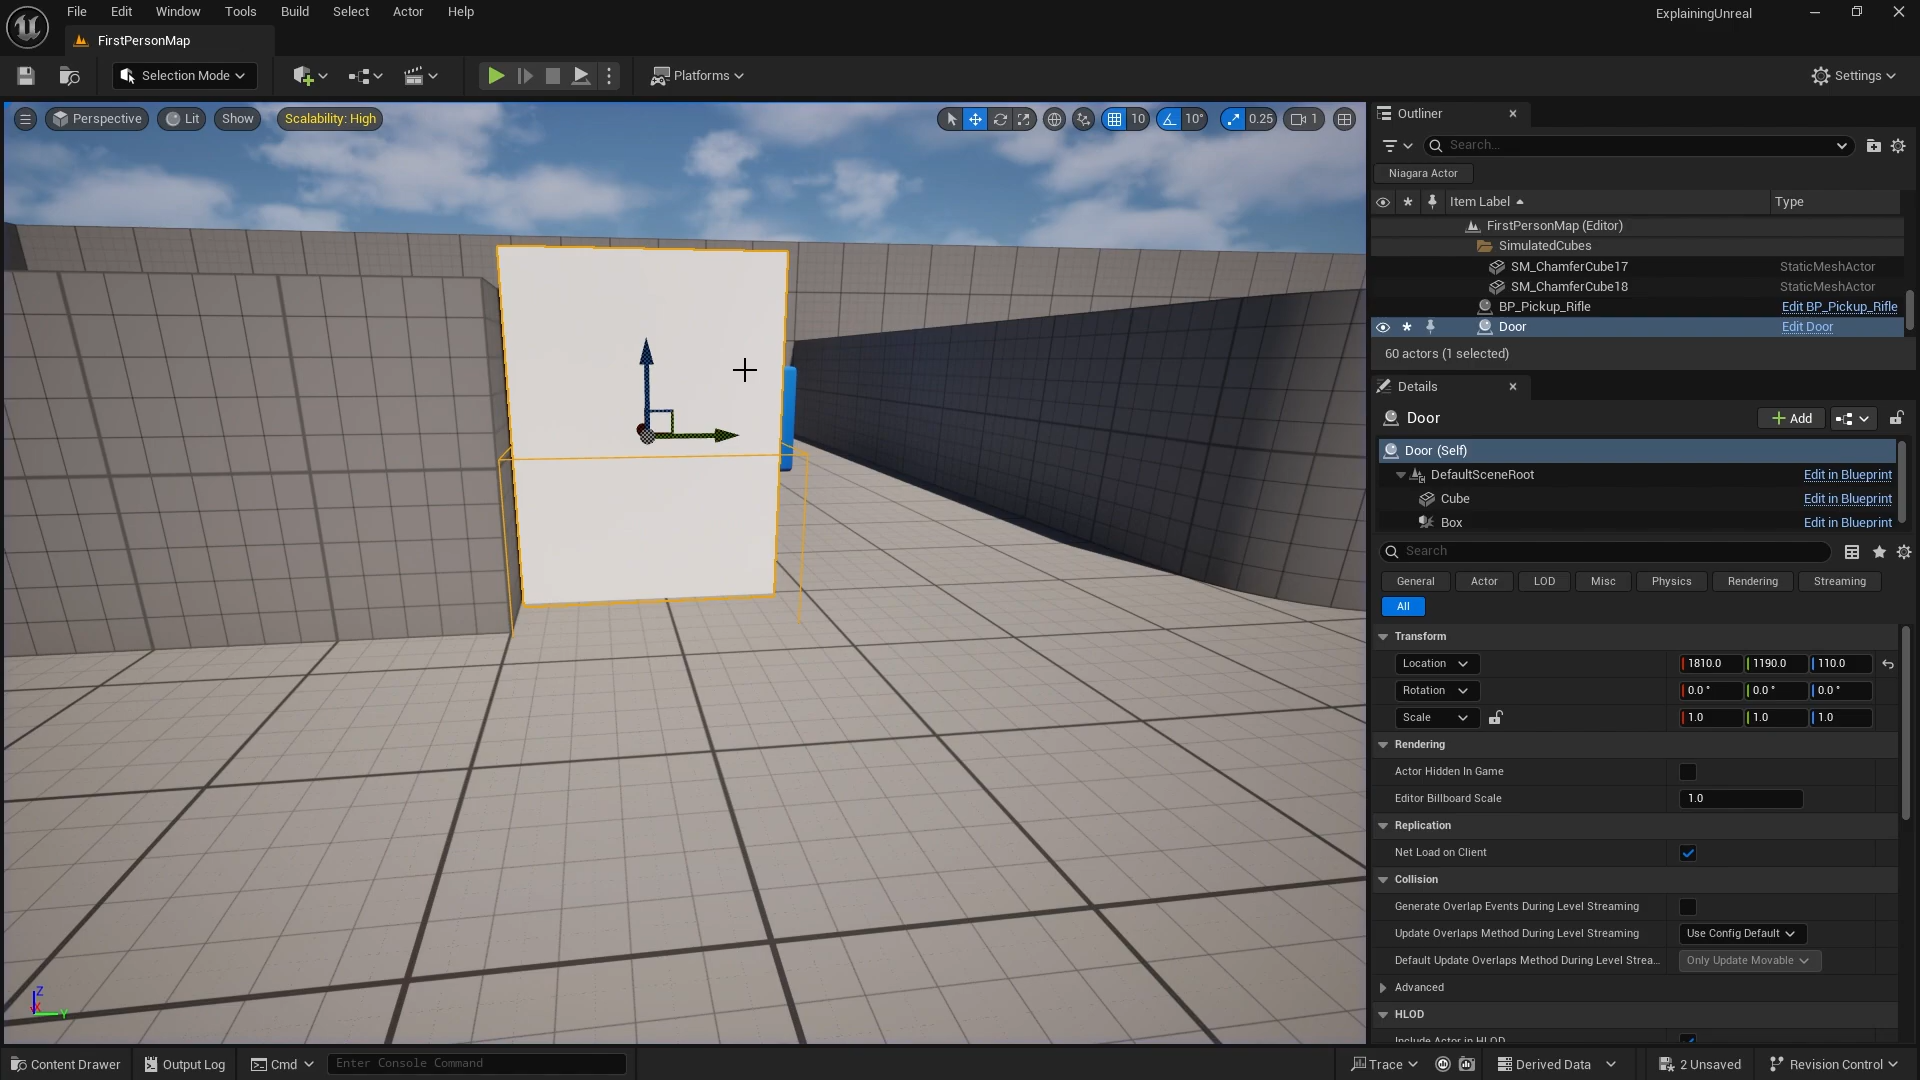 File Edit Window Tools Build Select Actor Help
ExplainingUnreal
FirstPersonMap
Selection Mode
Platforms
Settings
Perspective Lit Show Scalability: High
10 10° 0.25 1
Z
Y
Outliner
Search...
Niagara Actor
Item Label Type
FirstPersonMap (Editor)
SimulatedCubes
SM_ChamferCube17 StaticMeshActor
SM_ChamferCube18 StaticMeshActor
BP_Pickup_Rifle Edit BP_Pickup_Rifle
Door Edit Door
60 actors (1 selected)
Details
Door
Add
Door (Self)
DefaultSceneRoot Edit in Blueprint
Cube Edit in Blueprint
Box Edit in Blueprint
Search
General Actor LOD Misc Physics Rendering Streaming
All
Transform
Location 1810.0 1190.0 110.0
Rotation 0.0 ° 0.0 ° 0.0 °
Scale 1.0 1.0 1.0
Rendering
Actor Hidden In Game
Editor Billboard Scale 1.0
Replication
Net Load on Client
Collision
Generate Overlap Events During Level Streaming
Update Overlaps Method During Level Streaming Use Config Default
Default Update Overlaps Method During Level Strea... Only Update Movable
Advanced
HLOD
Include Actor in HLOD
Content Drawer Output Log Cmd Enter Console Command Trace Derived Data 2 Unsaved Revision Control